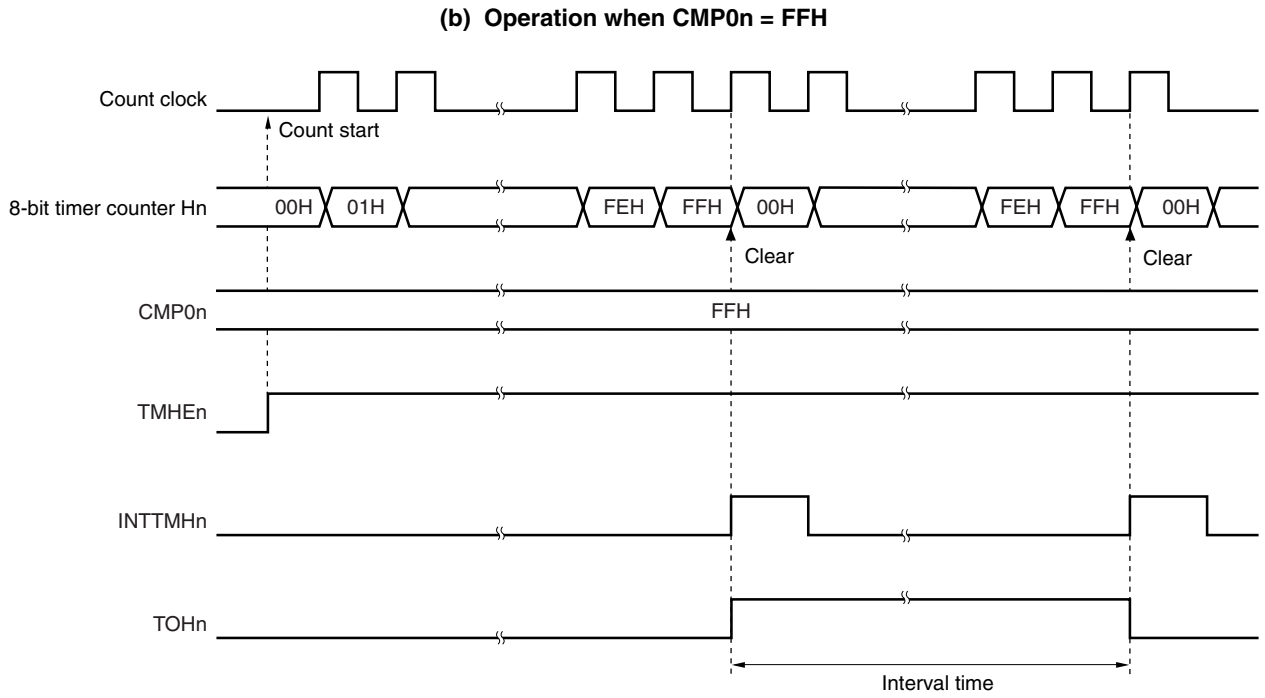 (b) Operation when CMP0n = FFH
Count clock
Count start
8-bit timer counter Hn
00H 01H FEH FFH 00H FEH FFH 00H
Clear Clear
CMP0n
FFH
TMHEn
INTTMHn
TOHn
Interval time